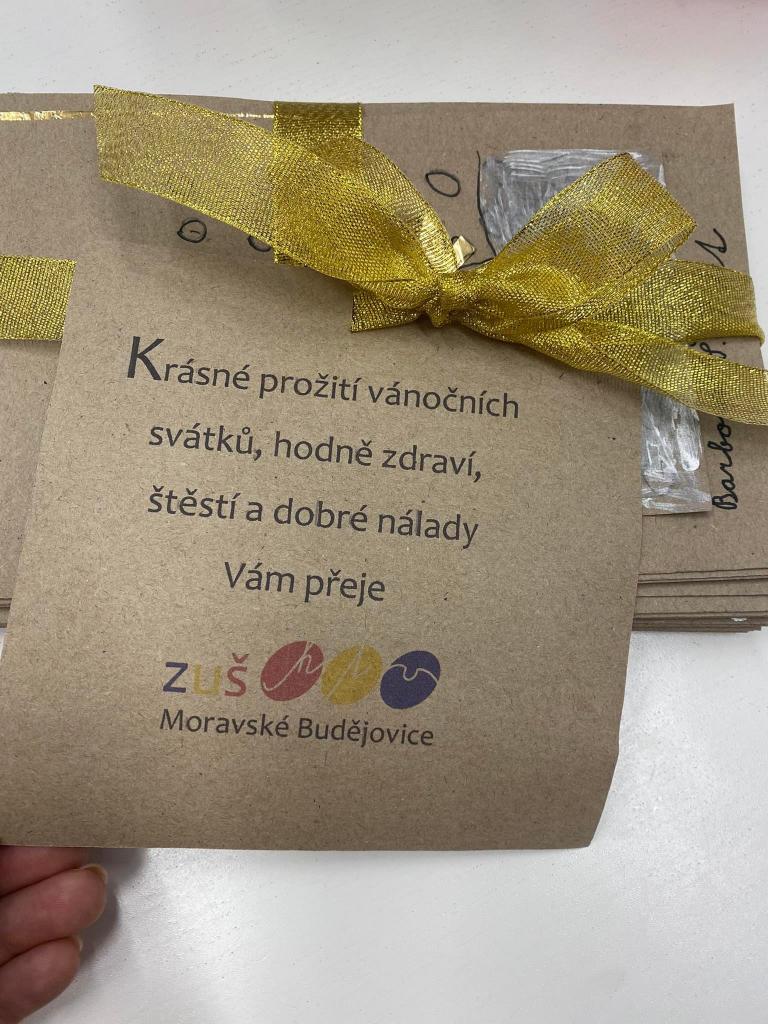 Krásné prožití vánočních
svátků, hodně zdraví,
štěstí a dobré nálady
Vám přeje
zuš
Moravské Budějovice